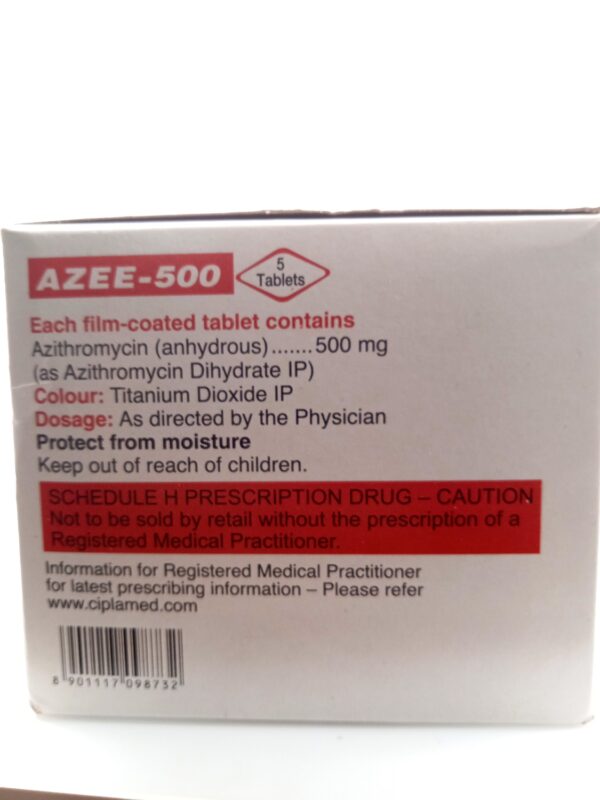 AZEE-500
5
Tablets
Each film-coated tablet contains
Azithromycin (anhydrous).......500 mg
(as Azithromycin Dihydrate IP)
Colour: Titanium Dioxide IP
Dosage: As directed by the Physician
Protect from moisture
Keep out of reach of children.
SCHEDULE H PRESCRIPTION DRUG – CAUTION
Not to be sold by retail without the prescription of a
Registered Medical Practitioner.
Information for Registered Medical Practitioner
for latest prescribing information – Please refer
www.ciplamed.com
8 901117 098732